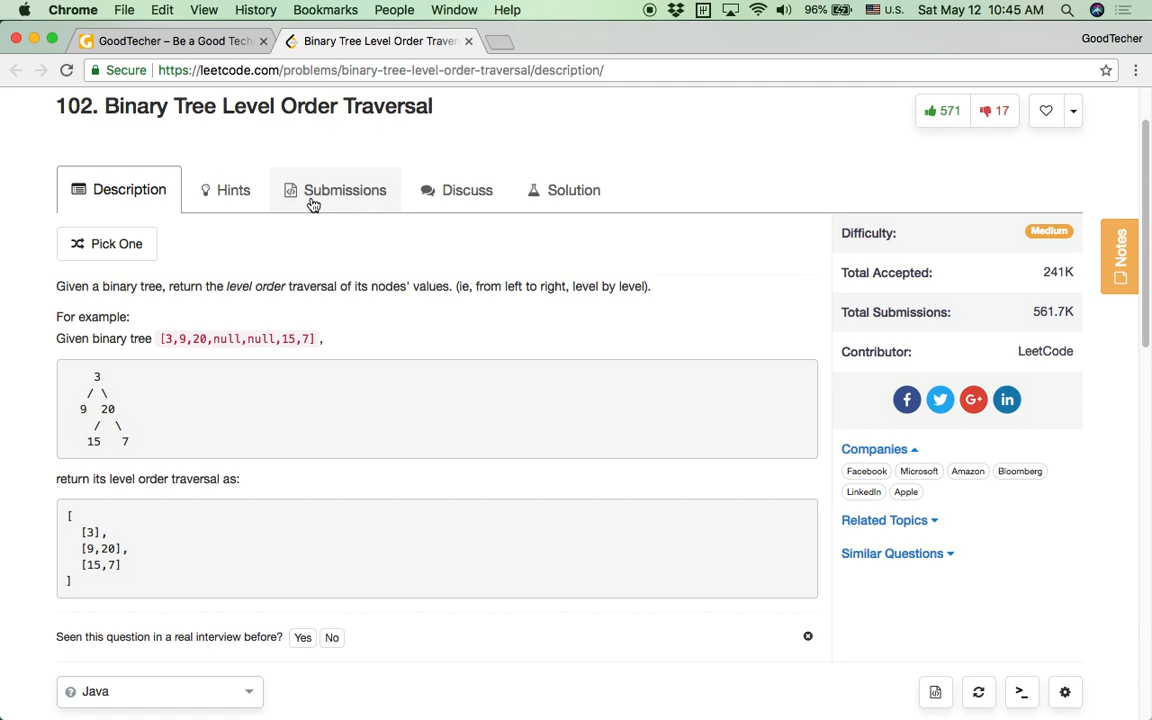 Chrome File Edit View History Bookmarks People Window Help 96% U.S. Sat May 12 10:45 AM
GoodTecher – Be a Good Tech Binary Tree Level Order Traver GoodTecher
Secure https://leetcode.com/problems/binary-tree-level-order-traversal/description/
102. Binary Tree Level Order Traversal
571 17
Description Hints Submissions Discuss Solution
Pick One
Given a binary tree, return the level order traversal of its nodes' values. (ie, from left to right, level by level).
For example:
Given binary tree [3,9,20,null,null,15,7],
3
/ \
9 20
/ \
15 7
return its level order traversal as:
[
[3],
[9,20],
[15,7]
]
Seen this question in a real interview before? Yes No
Java
>_
Difficulty: Medium
Total Accepted: 241K
Total Submissions: 561.7K
Contributor: LeetCode
f G+ in
Companies
Facebook Microsoft Amazon Bloomberg
LinkedIn Apple
Related Topics
Similar Questions
Notes